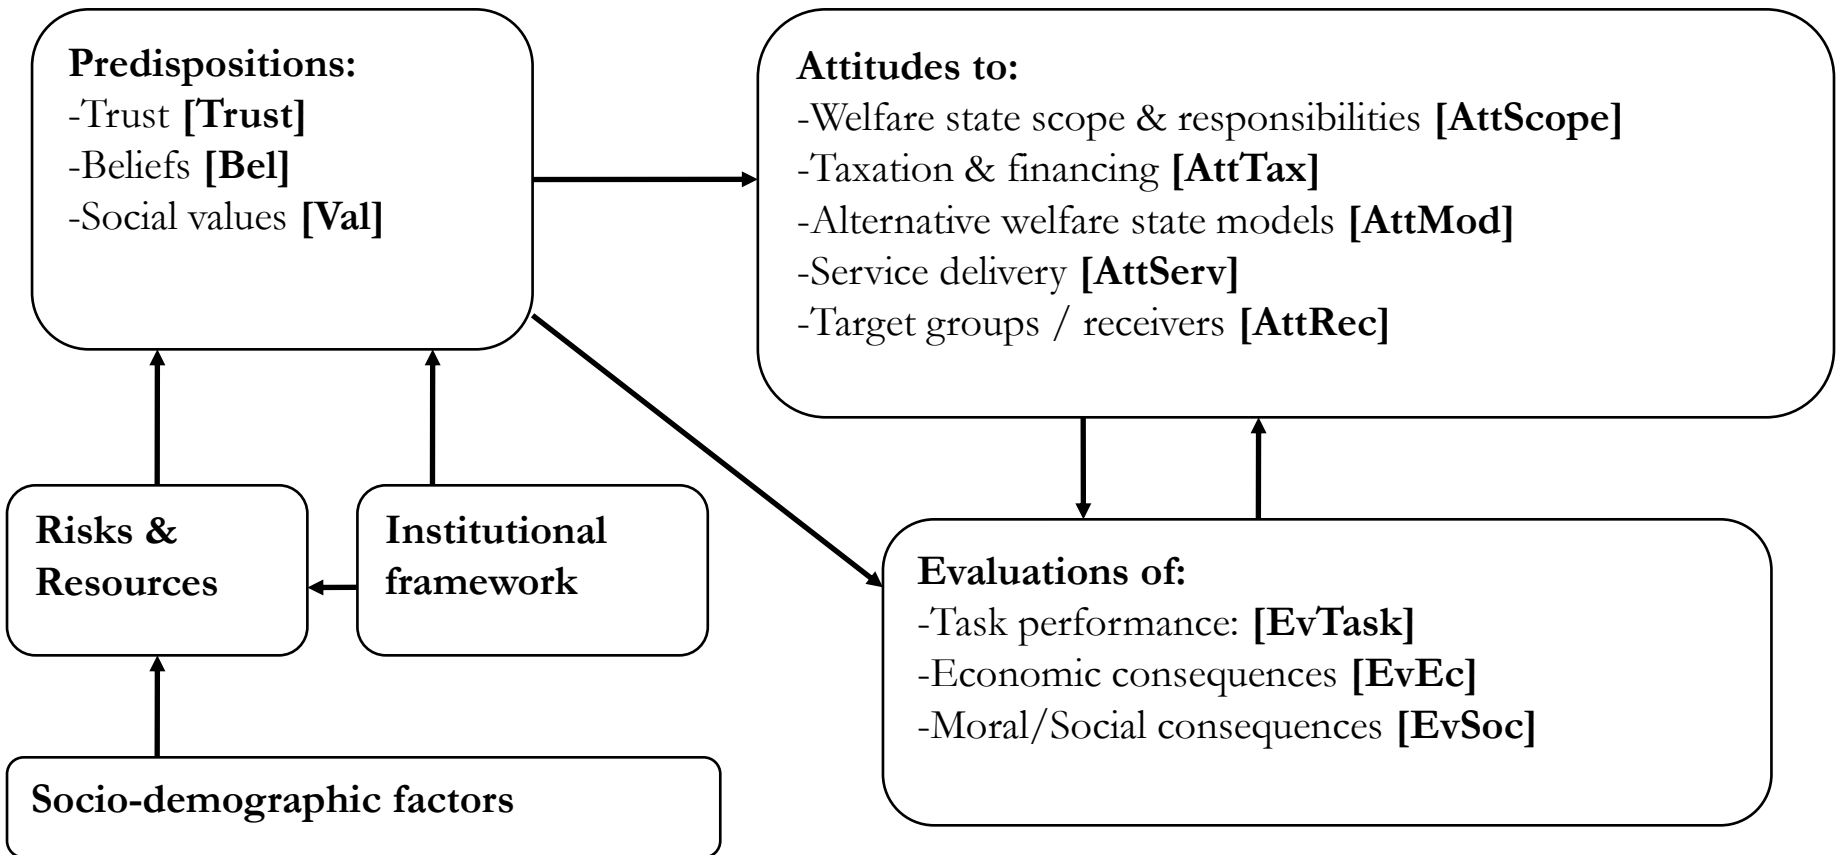 Predispositions:
-Trust [Trust]
-Beliefs [Bel]
-Social values [Val]
Attitudes to:
-Welfare state scope & responsibilities [AttScope]
-Taxation & financing [AttTax]
-Alternative welfare state models [AttMod]
-Service delivery [AttServ]
-Target groups / receivers [AttRec]
Risks &
Resources
Institutional
framework
Evaluations of:
-Task performance: [EvTask]
-Economic consequences [EvEc]
-Moral/Social consequences [EvSoc]
Socio-demographic factors